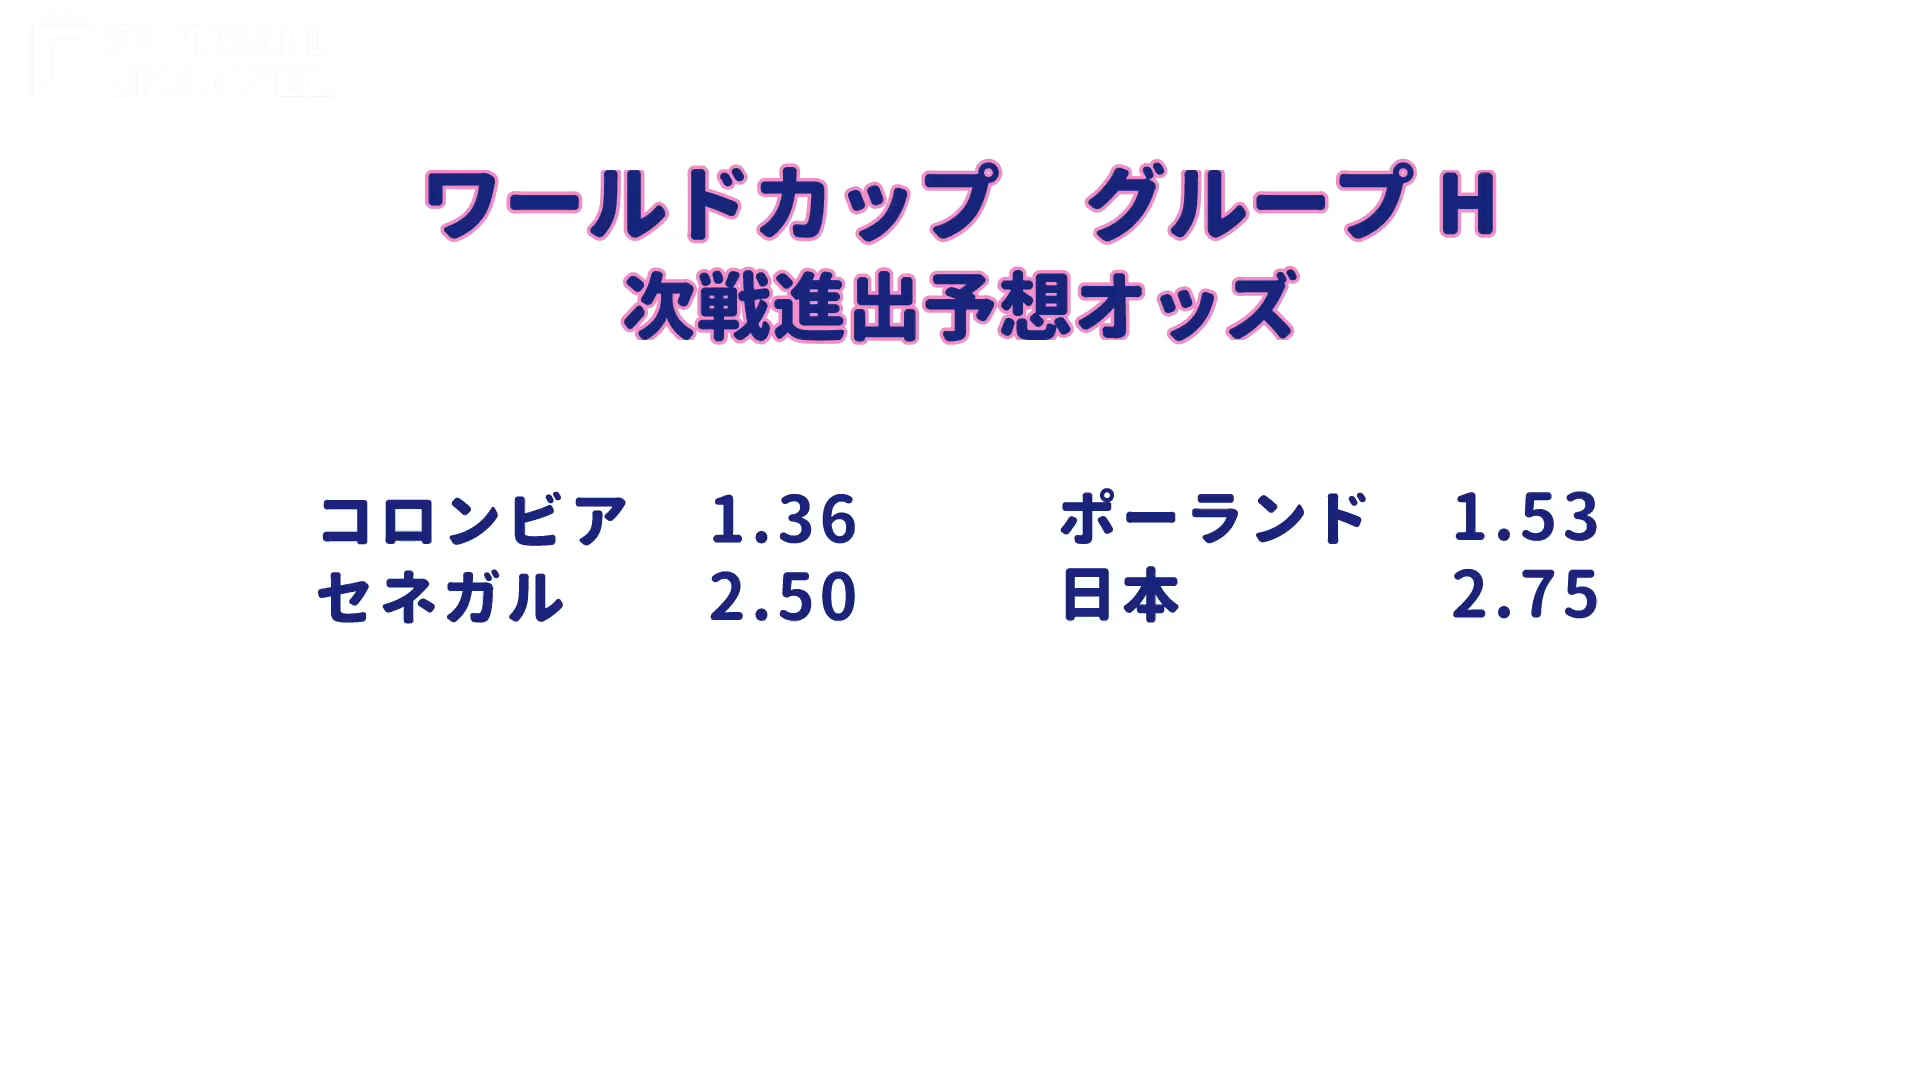 FOOTBALL
CHANNEL
ワールドカップ　グループ H
次戦進出予想オッズ
コロンビア 1.36 ポーランド 1.53
セネガル 2.50 日本 2.75